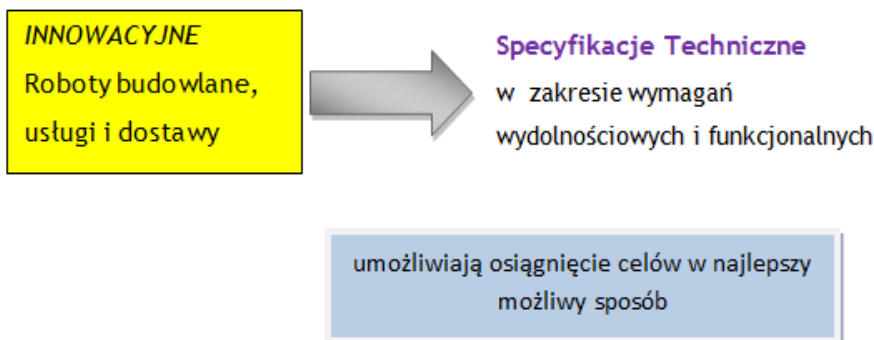 INNOWACYJNE
Roboty budowlane,
usługi i dostawy
Specyfikacje Techniczne
w zakresie wymagań
wydolnościowych i funkcjonalnych
umożliwiają osiągnięcie celów w najlepszy
możliwy sposób